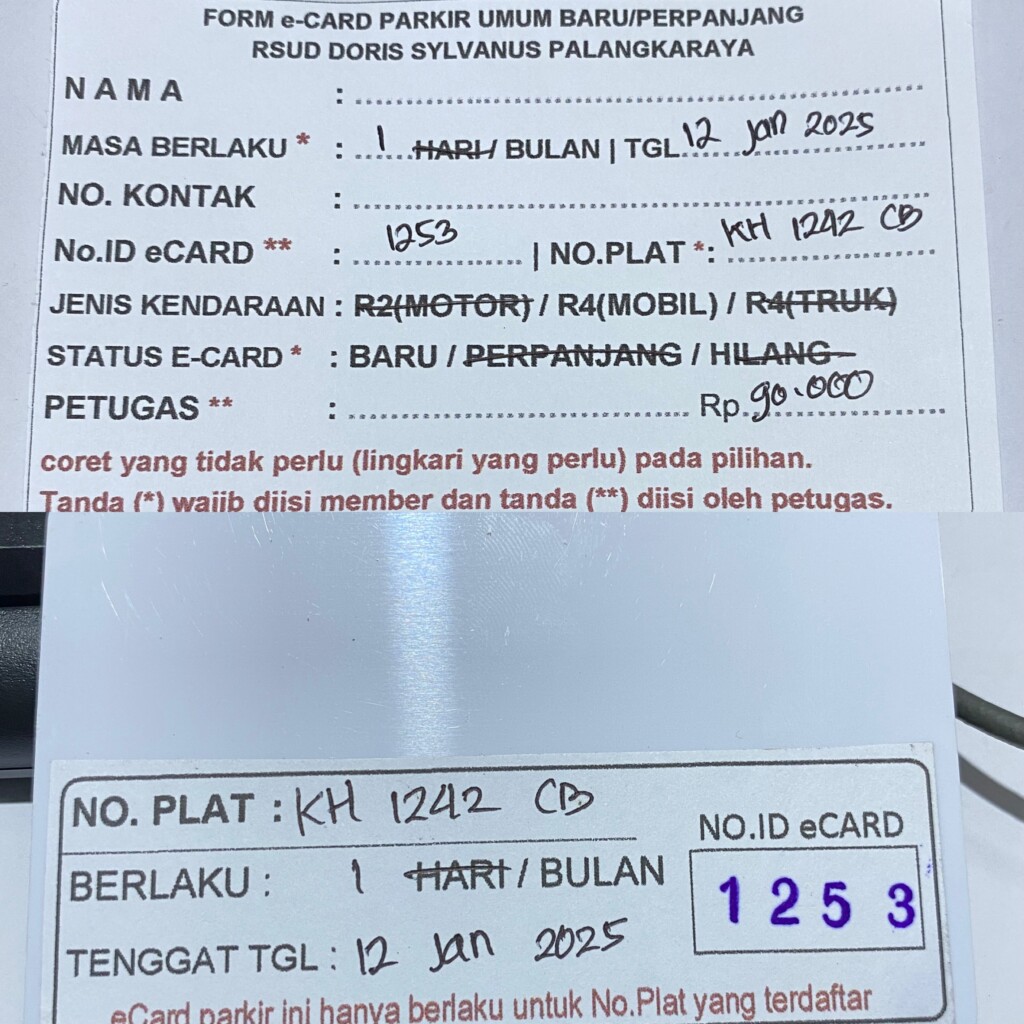 FORM e-CARD PARKIR UMUM BARU/PERPANJANG
RSUD DORIS SYLVANUS PALANGKARAYA
N A M A :
MASA BERLAKU * : 1 HARI/ BULAN | TGL. 12 Jan 2025
NO. KONTAK :
No.ID eCARD ** : 1253 | NO.PLAT *: KH 1242 CB
JENIS KENDARAAN : R2(MOTOR) / R4(MOBIL) / R4(TRUK)
STATUS E-CARD * : BARU / PERPANJANG / HILANG
PETUGAS ** : Rp. 90.000
coret yang tidak perlu (lingkari yang perlu) pada pilihan.
Tanda (*) wajib diisi member dan tanda (**) diisi oleh petugas.
NO. PLAT : KH 1242 CB
NO.ID eCARD
BERLAKU : 1 HARI / BULAN
1253
TENGGAT TGL : 12 Jan 2025
eCard parkir ini hanya berlaku untuk No.Plat yang terdaftar